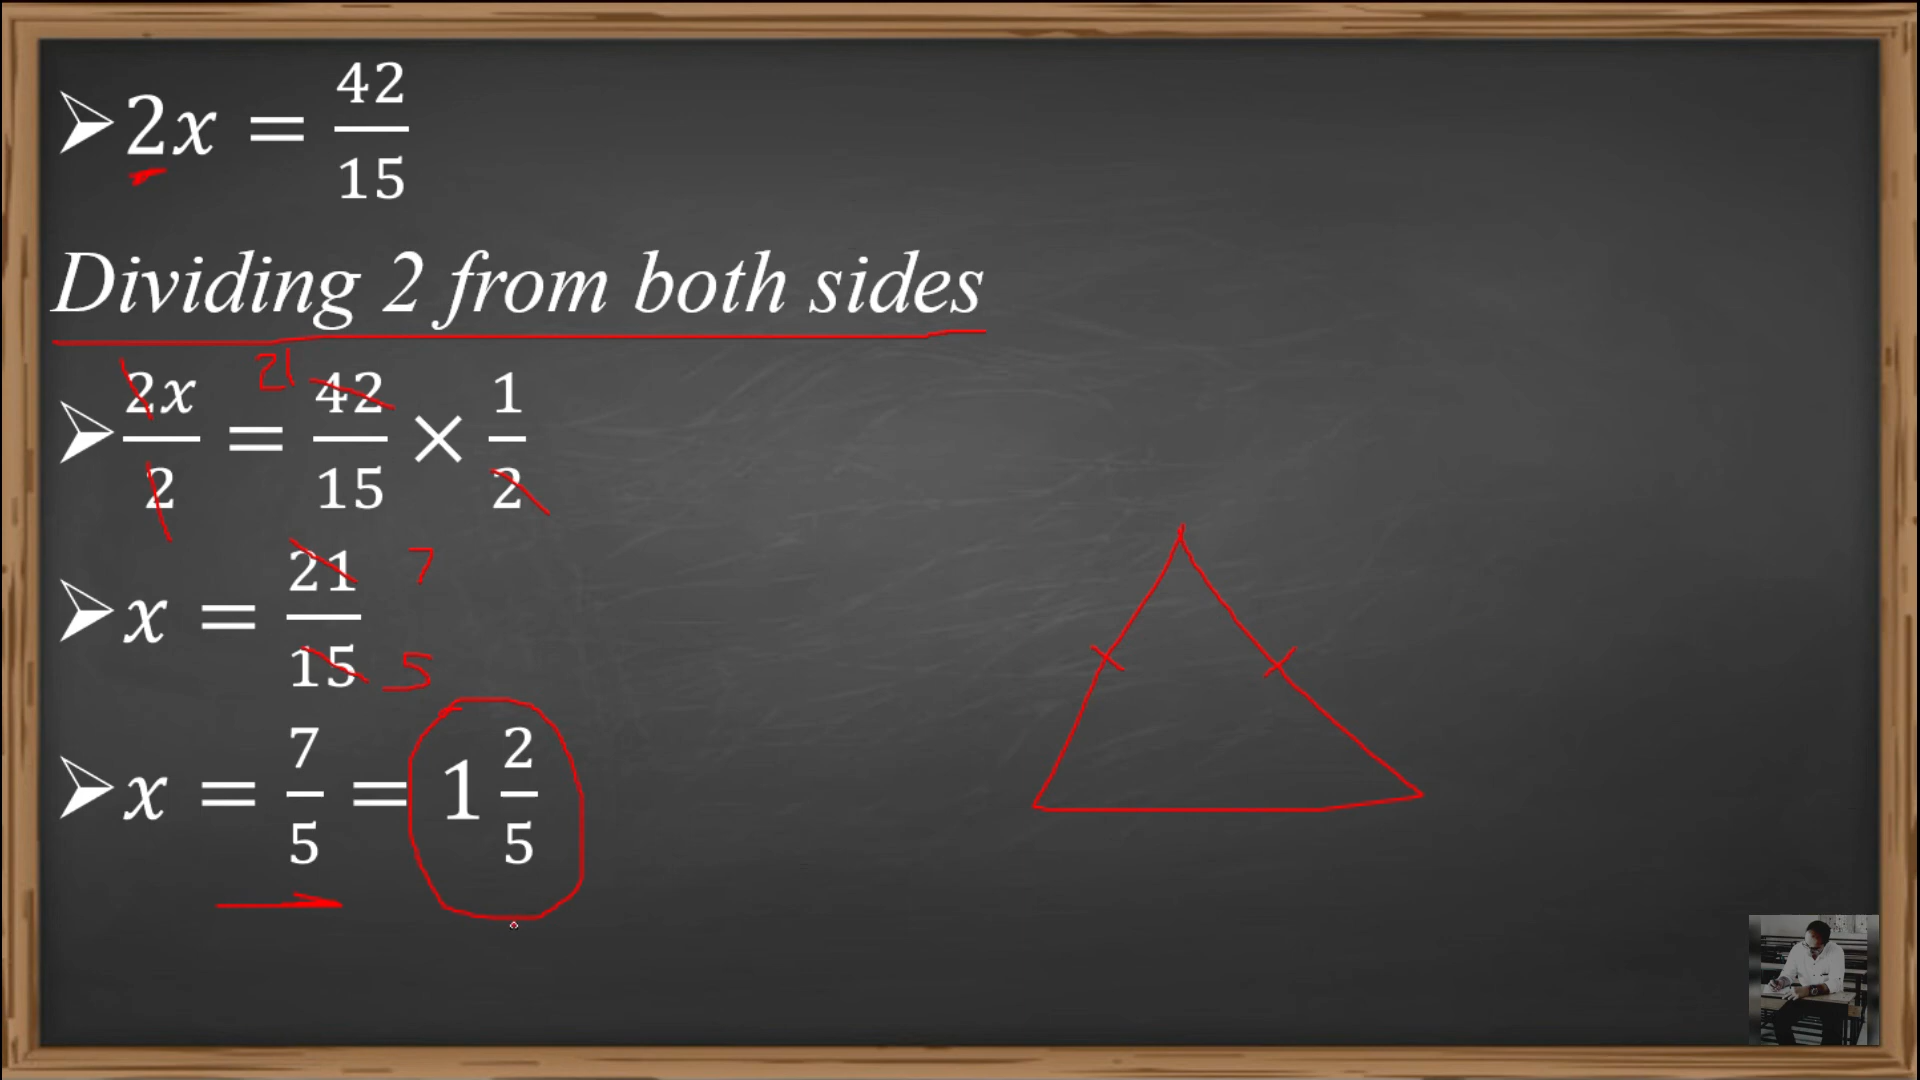 ➢2x = 42/15
Dividing 2 from both sides
➢2x/2 = 21 42/15 × 1/2
➢x = 21/15 7 5
➢x = 7/5 = 1 2/5